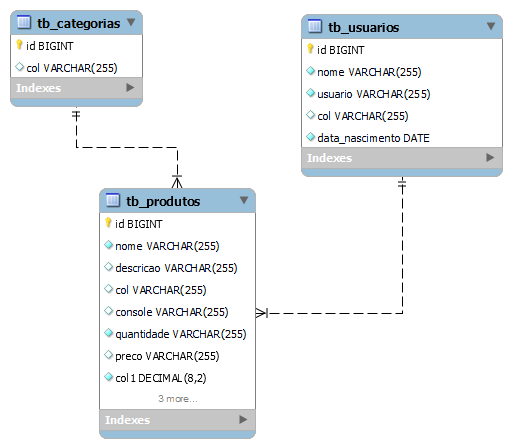 tb_categorias
id BIGINT
col VARCHAR(255)
Indexes
tb_usuarios
id BIGINT
nome VARCHAR(255)
usuario VARCHAR(255)
col VARCHAR(255)
data_nascimento DATE
Indexes
tb_produtos
id BIGINT
nome VARCHAR(255)
descricao VARCHAR(255)
col VARCHAR(255)
console VARCHAR(255)
quantidade VARCHAR(255)
preco VARCHAR(255)
col1 DECIMAL(8,2)
3 more...
Indexes